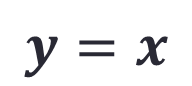 y = x